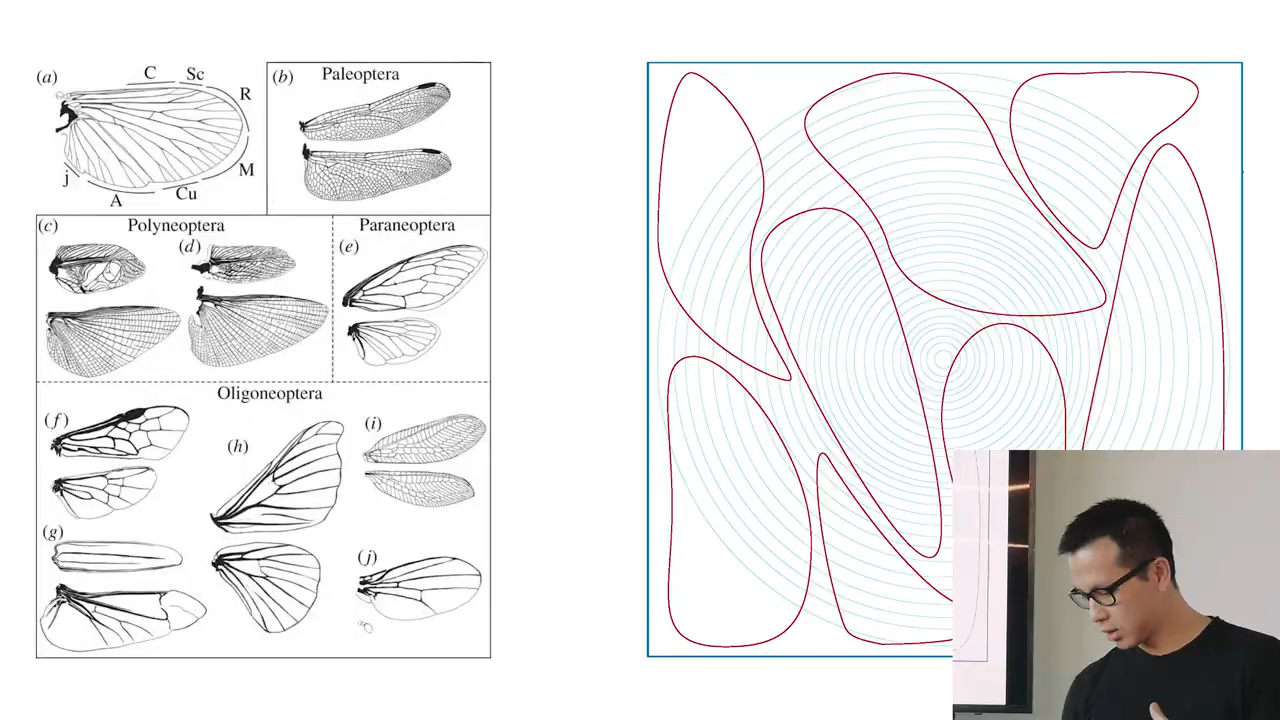 (a)
C
Sc
R
M
Cu
A
j
(b)
Paleoptera
(c)
Polyneoptera
(d)
Paraneoptera
(e)
Oligoneoptera
(f)
(g)
(h)
(i)
(j)